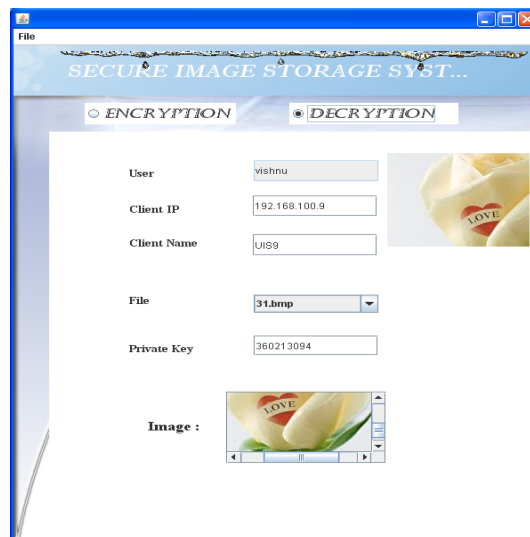 File
SECURE IMAGE STORAGE SYST...
ENCRYPTION DECRYPTION
User vishnu
LOVE
Client IP 192.168.100.9
Client Name UIS9
File 31.bmp
Private Key 360213094
Image : LOVE